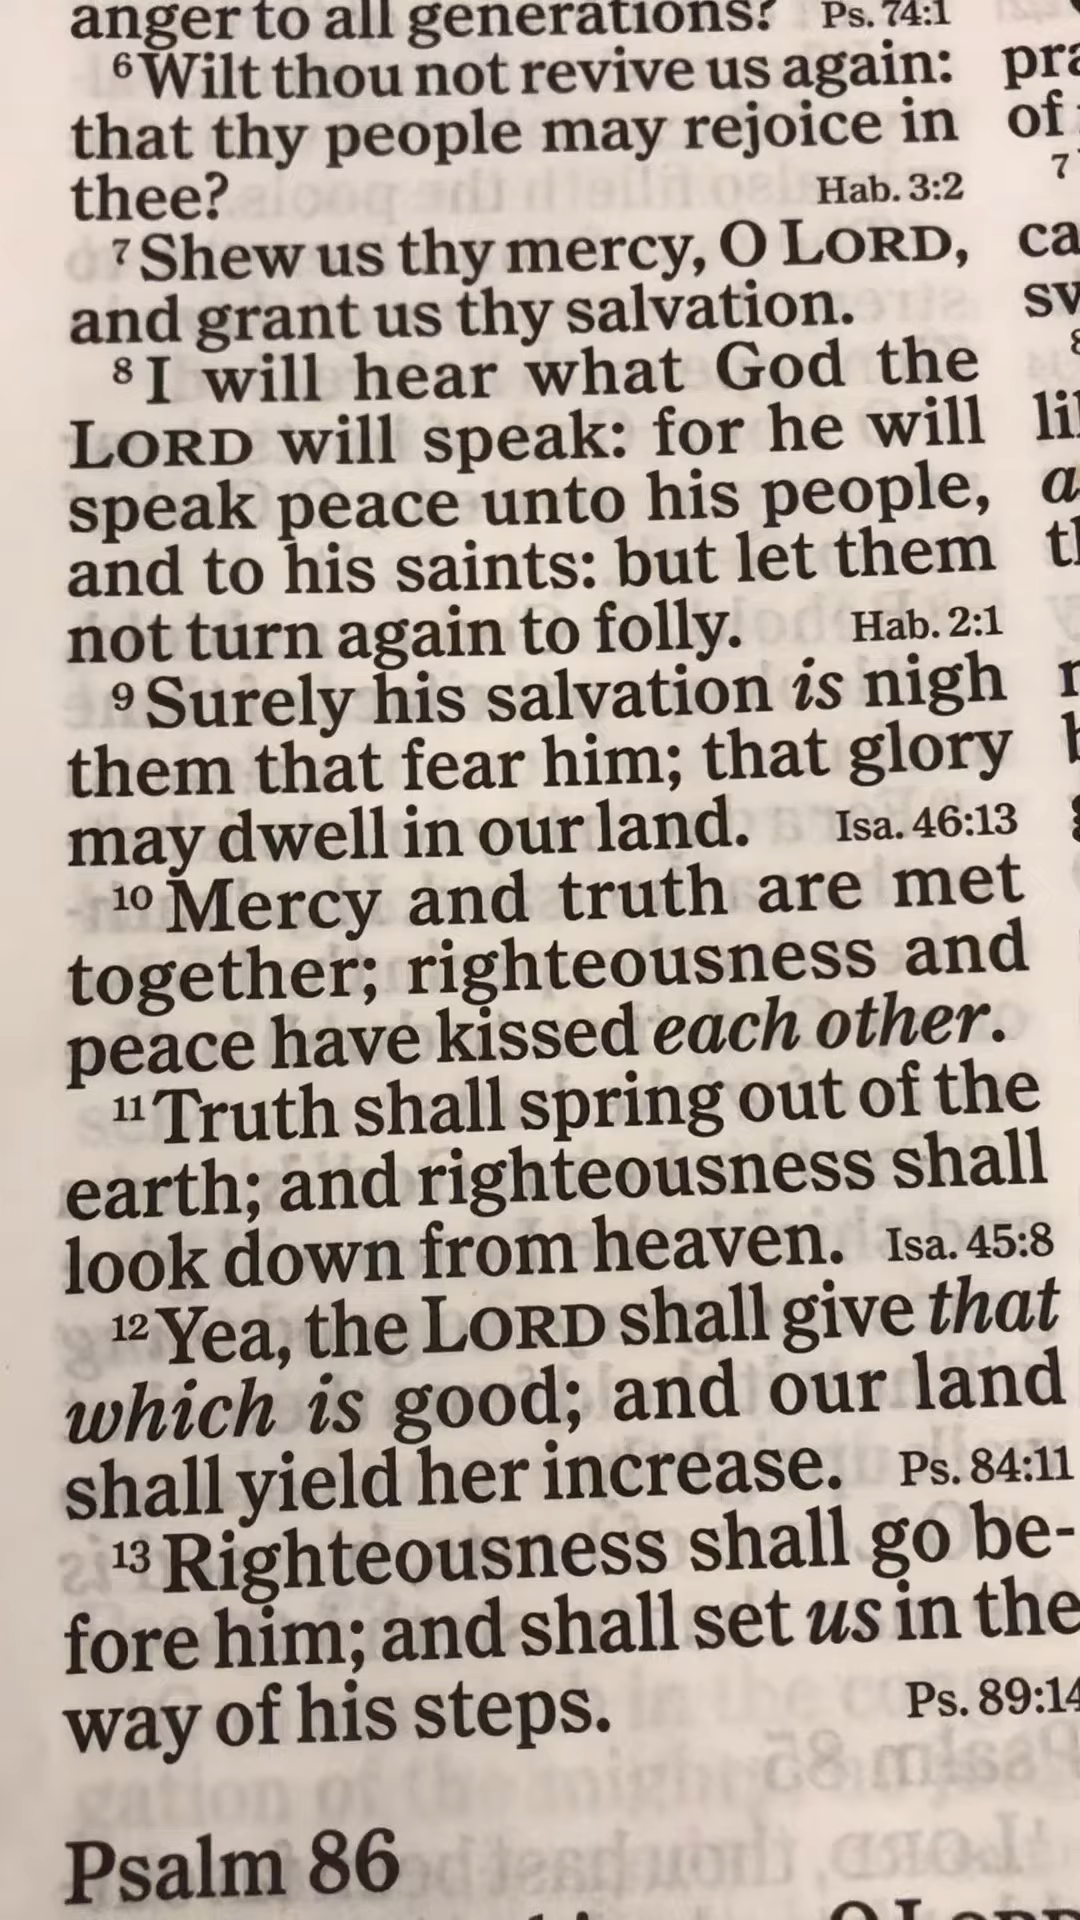 anger to all generations? Ps. 74:1
6 Wilt thou not revive us again:
that thy people may rejoice in
thee? Hab. 3:2
7 Shew us thy mercy, O LORD,
and grant us thy salvation.
8 I will hear what God the
LORD will speak: for he will
speak peace unto his people,
and to his saints: but let them
not turn again to folly. Hab. 2:1
9 Surely his salvation is nigh
them that fear him; that glory
may dwell in our land. Isa. 46:13
10 Mercy and truth are met
together; righteousness and
peace have kissed each other.
11 Truth shall spring out of the
earth; and righteousness shall
look down from heaven. Isa. 45:8
12 Yea, the LORD shall give that
which is good; and our land
shall yield her increase. Ps. 84:11
13 Righteousness shall go be-
fore him; and shall set us in the
way of his steps. Ps. 89:14
Psalm 86
of
7